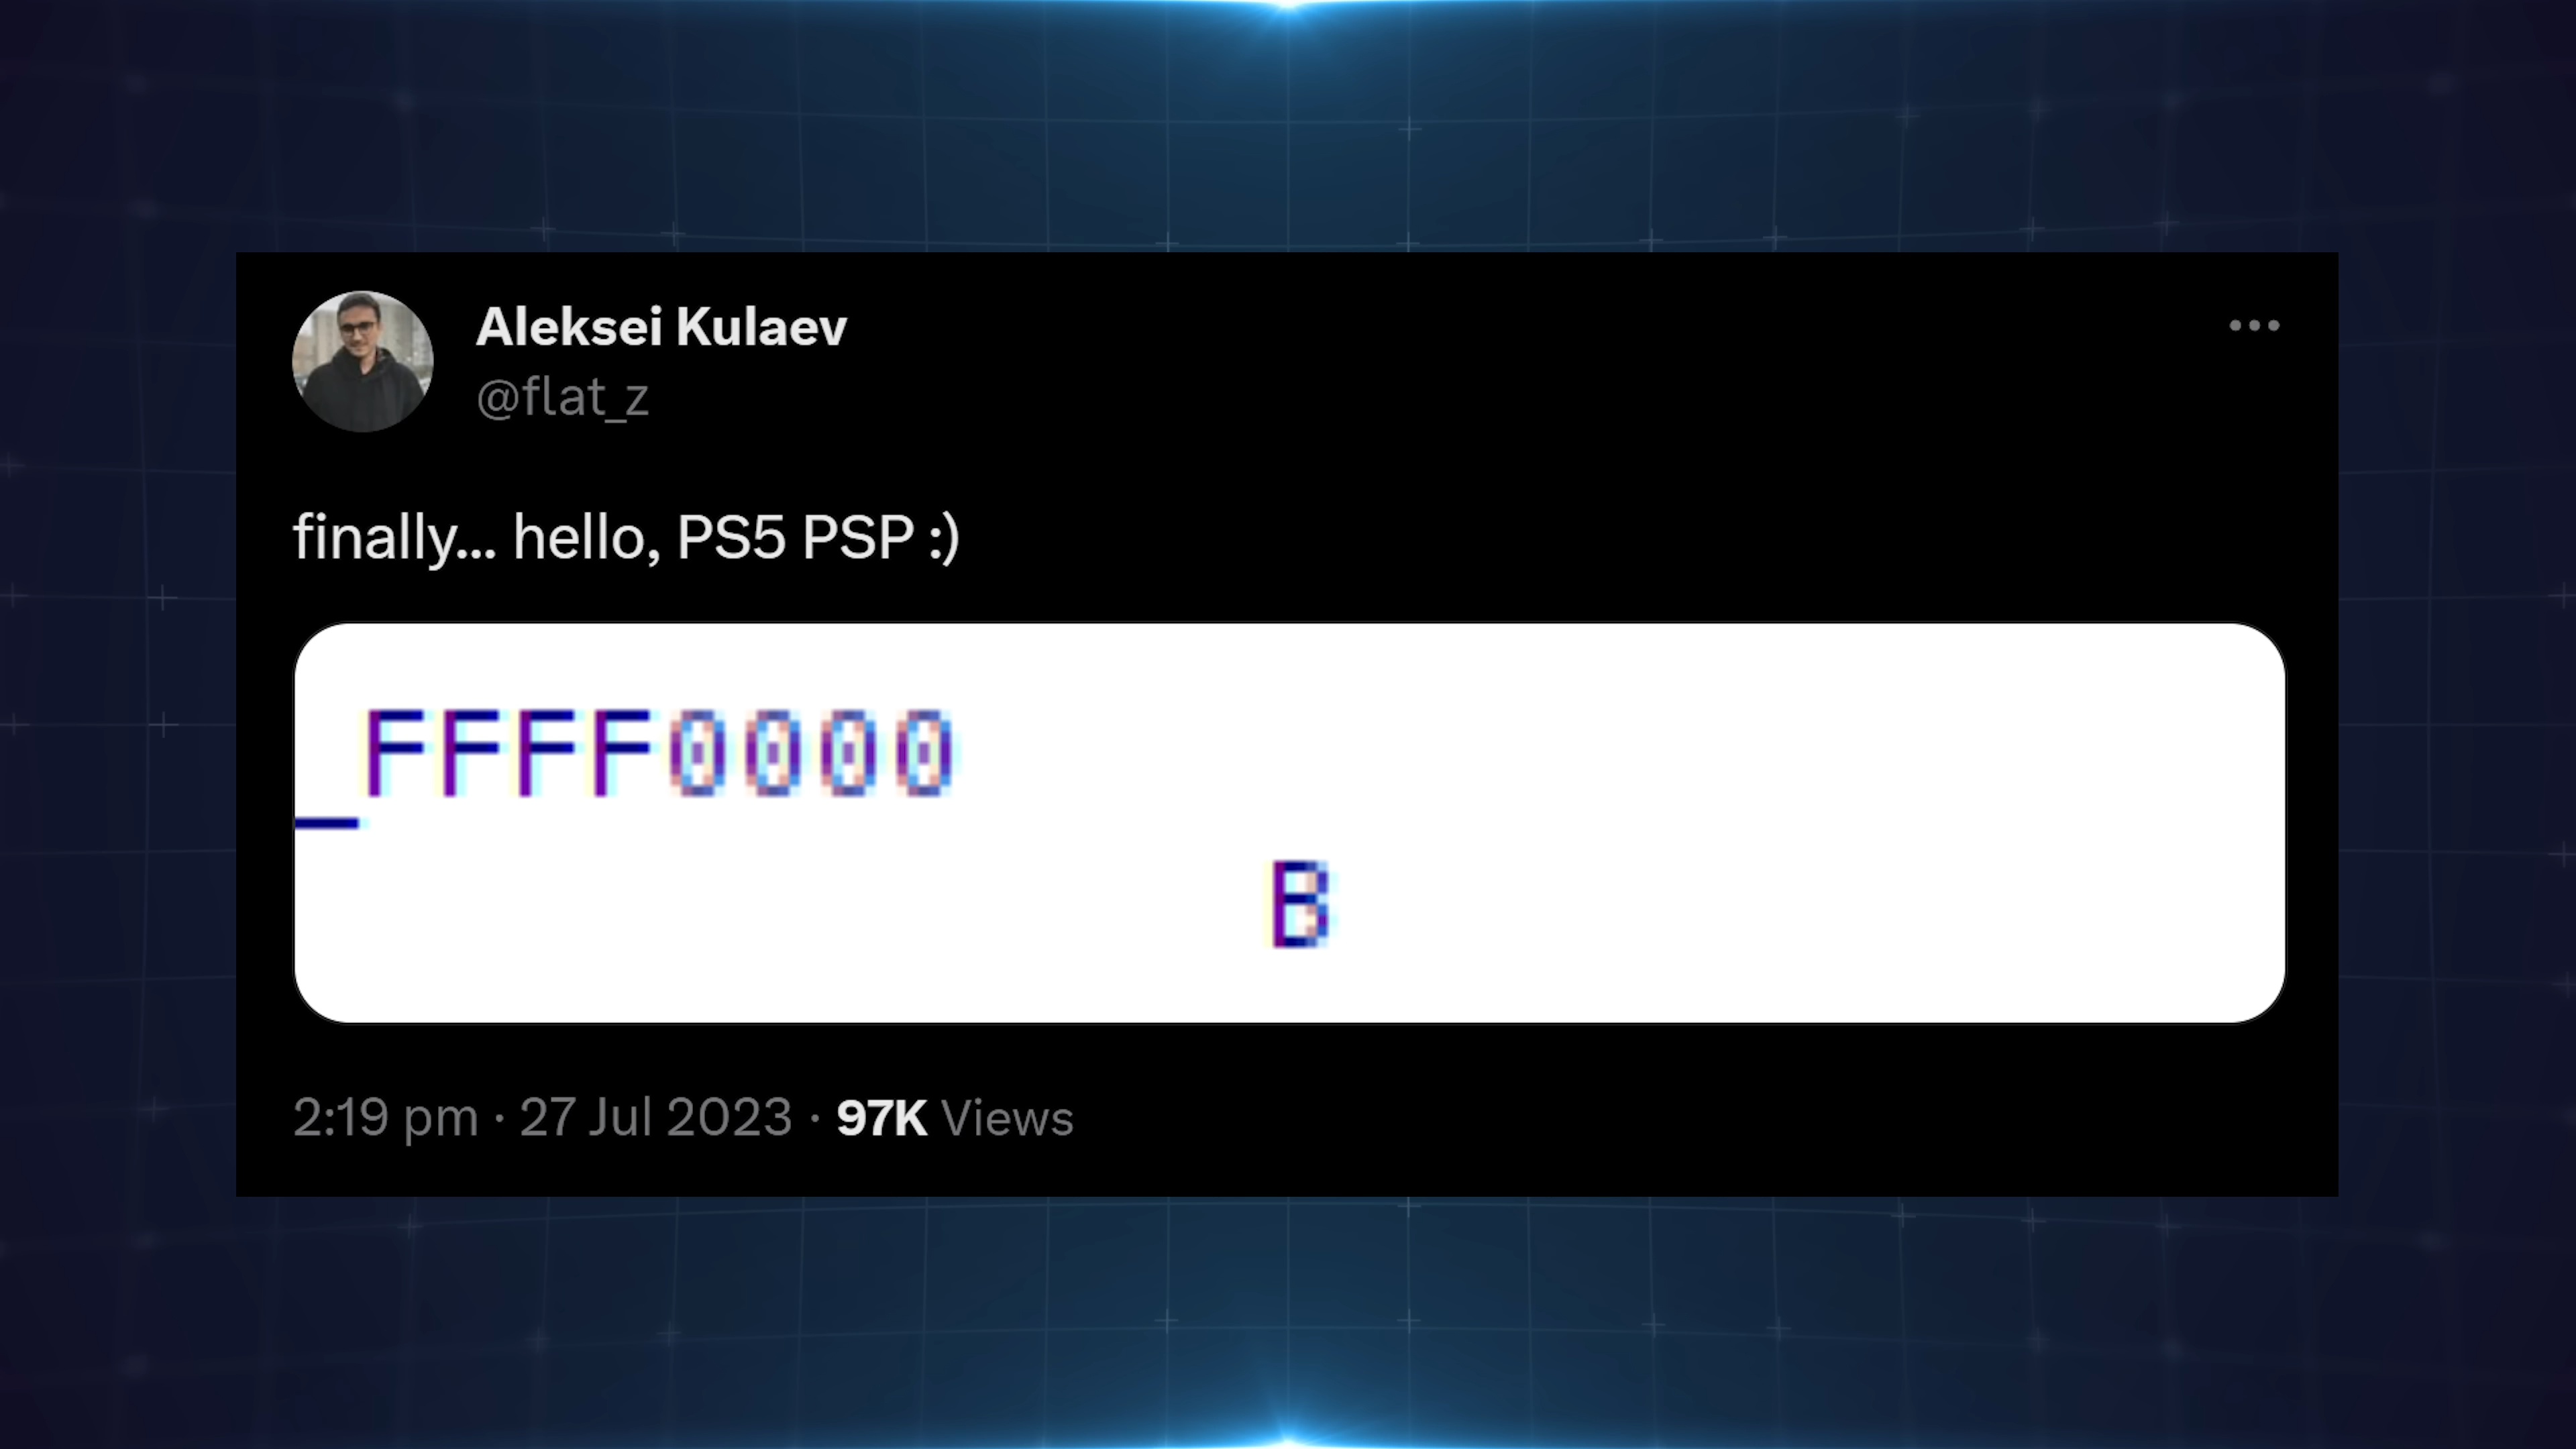 Aleksei Kulaev
@flat_z
finally... hello, PS5 PSP :)
_FFFF0000
B
2:19 pm · 27 Jul 2023 · 97K Views